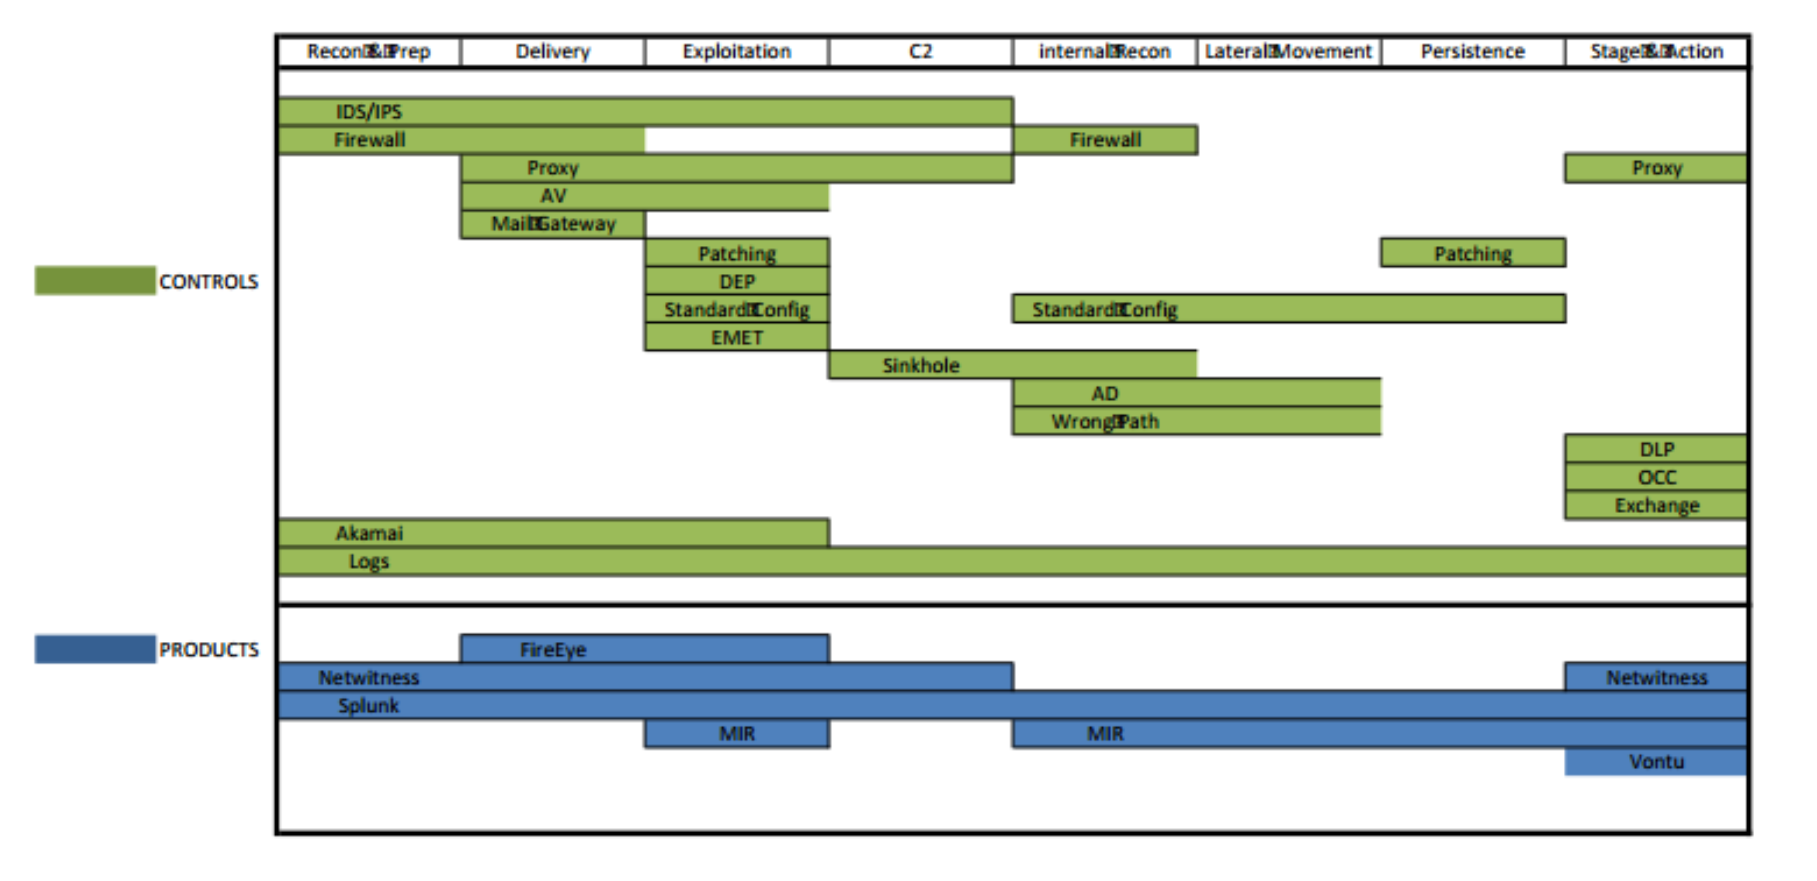 Recon & Prep Delivery Exploitation C2 internal Recon Lateral Movement Persistence Stage & Action
IDS/IPS
Firewall Firewall
Proxy Proxy
AV
Mail Gateway
Patching Patching
CONTROLS DEP
Standard Config Standard Config
EMET
Sinkhole
AD
Wrong Path
DLP
OCC
Exchange
Akamai
Logs
PRODUCTS FireEye
Netwitness Netwitness
Splunk
MIR MIR
Vontu